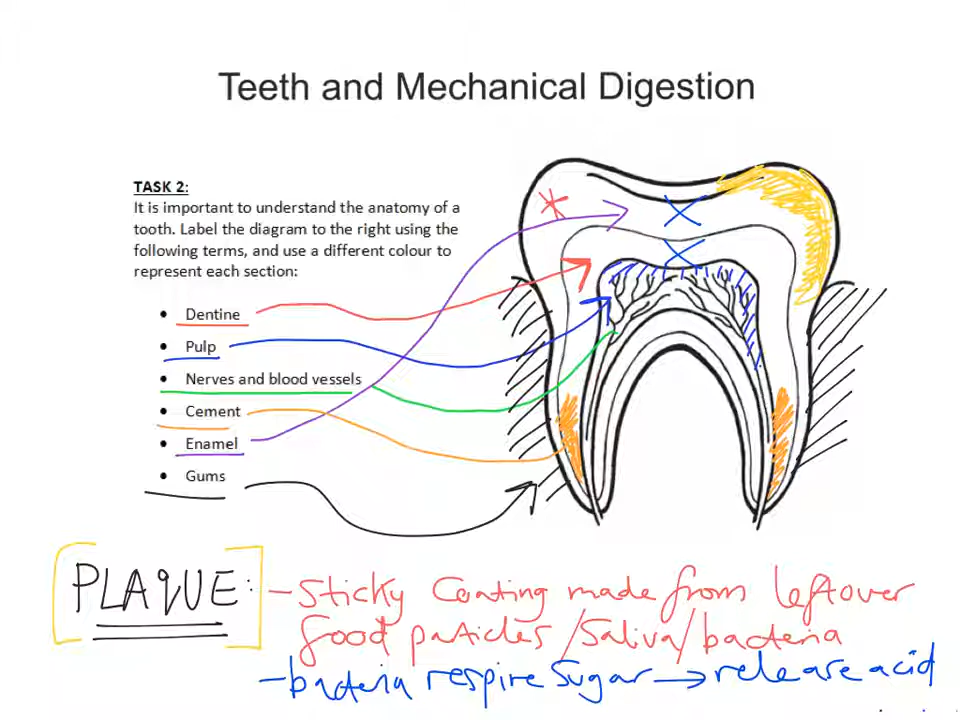 Teeth and Mechanical Digestion
TASK 2:
It is important to understand the anatomy of a
tooth. Label the diagram to the right using the
following terms, and use a different colour to
represent each section:
• Dentine
• Pulp
• Nerves and blood vessels
• Cement
• Enamel
• Gums
PLAQUE: - Sticky Coating made from leftover
food paticles / Saliva / bacteria
- bacteria respire sugar → release acid